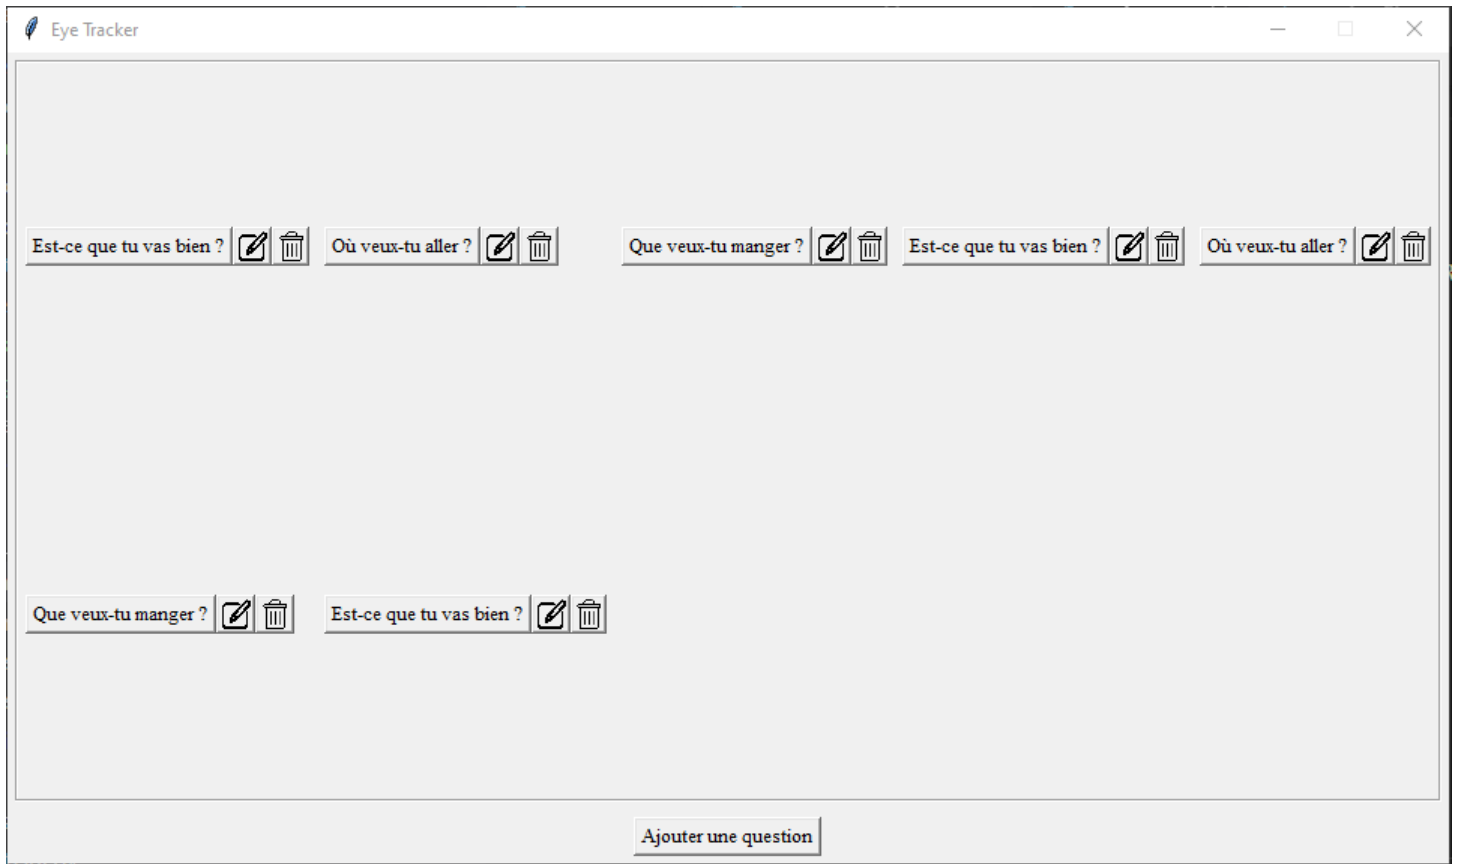 Eye Tracker
Est-ce que tu vas bien ? Où veux-tu aller ? Que veux-tu manger ? Est-ce que tu vas bien ? Où veux-tu aller ?
Que veux-tu manger ? Est-ce que tu vas bien ?
Ajouter une question